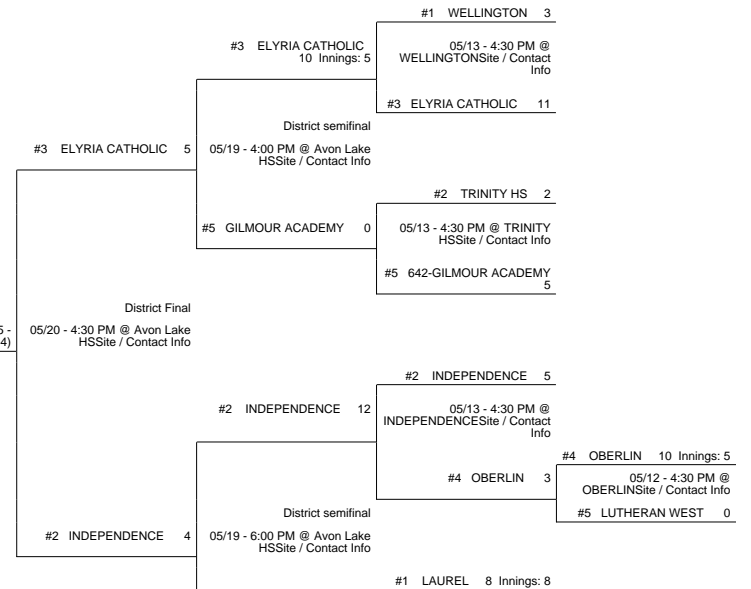 #1 WELLINGTON 3
#3 ELYRIA CATHOLIC
10 Innings: 5
05/13 - 4:30 PM @
WELLINGTONSite / Contact
Info
#3 ELYRIA CATHOLIC 11
District semifinal
#3 ELYRIA CATHOLIC 5
05/19 - 4:00 PM @ Avon Lake
HSSite / Contact Info
#2 TRINITY HS 2
#5 GILMOUR ACADEMY 0
05/13 - 4:30 PM @ TRINITY
HSSite / Contact Info
#5 642-GILMOUR ACADEMY
5
District Final
5 -
4)
05/20 - 4:30 PM @ Avon Lake
HSSite / Contact Info
#2 INDEPENDENCE 5
#2 INDEPENDENCE 12
05/13 - 4:30 PM @
INDEPENDENCESite / Contact
Info
#4 OBERLIN 10 Innings: 5
#4 OBERLIN 3
05/12 - 4:30 PM @
OBERLINSite / Contact Info
#5 LUTHERAN WEST 0
District semifinal
#2 INDEPENDENCE 4
05/19 - 6:00 PM @ Avon Lake
HSSite / Contact Info
#1 LAUREL 8 Innings: 8